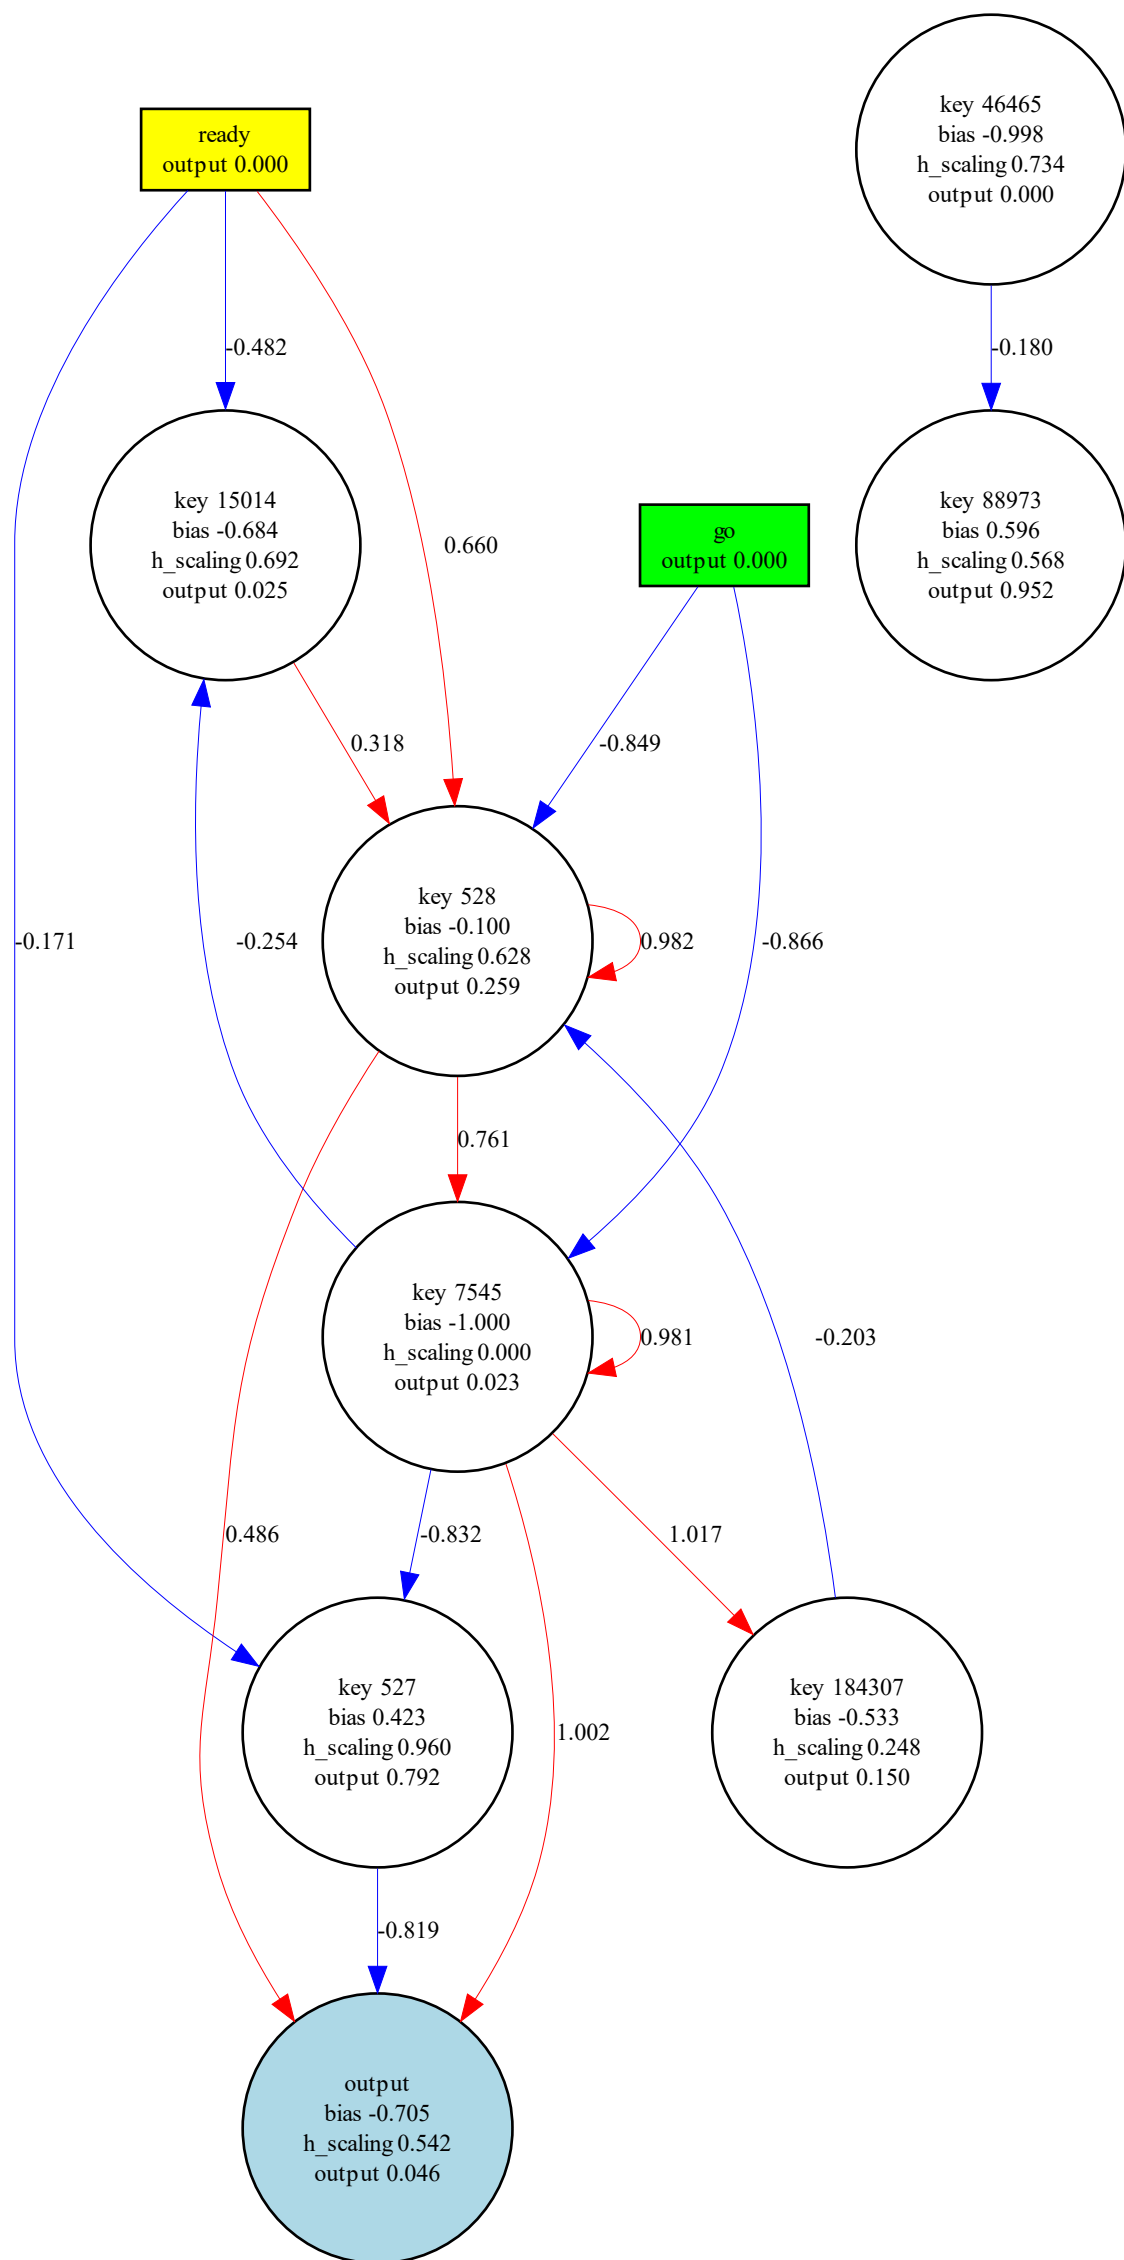 key 46465
bias -0.998
h_scaling 0.734
output 0.000
ready
output 0.000
-0.482
-0.180
key 15014
bias -0.684
h_scaling 0.692
output 0.025
0.660
go
output 0.000
key 88973
bias 0.596
h_scaling 0.568
output 0.952
0.318
-0.849
-0.171
-0.254
key 528
bias -0.100
h_scaling 0.628
output 0.259
0.982
-0.866
0.761
key 7545
bias -1.000
h_scaling 0.000
output 0.023
0.981
-0.203
0.486
-0.832
1.017
key 527
bias 0.423
h_scaling 0.960
output 0.792
1.002
key 184307
bias -0.533
h_scaling 0.248
output 0.150
-0.819
output
bias -0.705
h_scaling 0.542
output 0.046